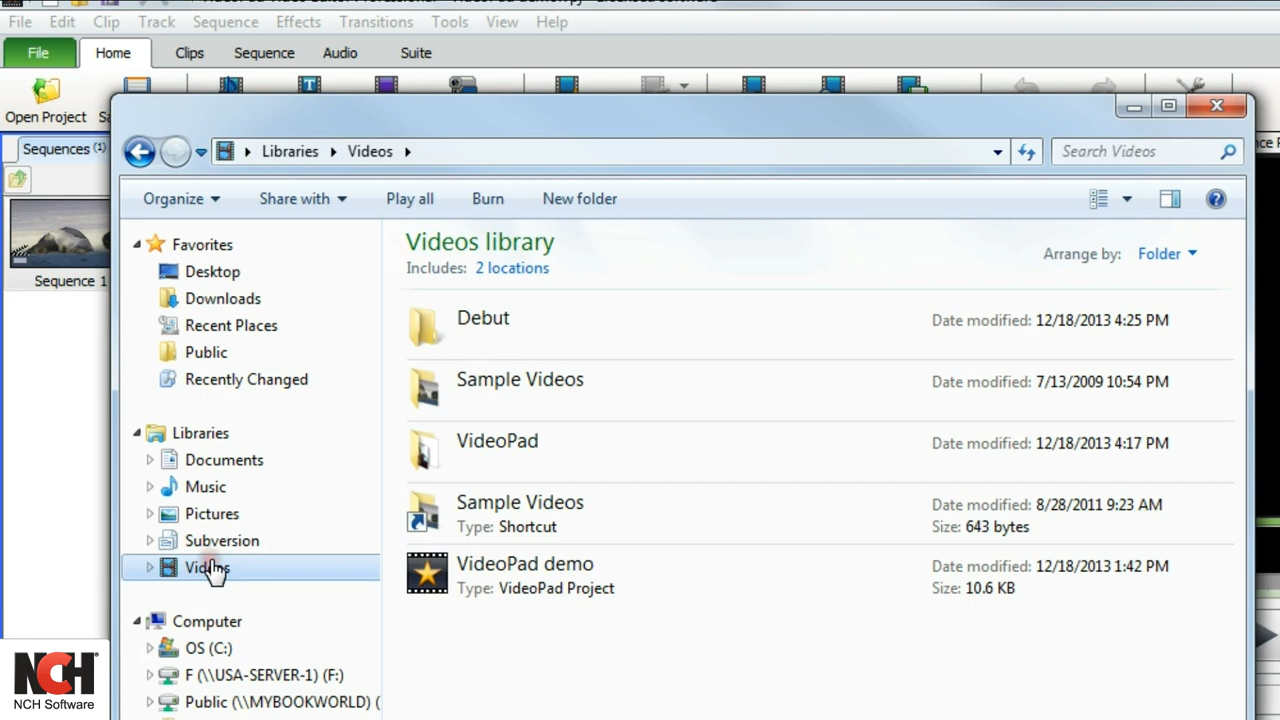 File Edit Clip Track Sequence Effects Transitions Tools View Help
File Home Clips Sequence Audio Suite
Open Project
Sequences (1)
Sequence 1
Libraries Videos
Search Videos
Organize Share with Play all Burn New folder
Favorites
Desktop
Downloads
Recent Places
Public
Recently Changed
Libraries
Documents
Music
Pictures
Subversion
Videos
Computer
OS (C:)
F (\\USA-SERVER-1) (F:)
Public (\\MYBOOKWORLD) (
Videos library
Includes: 2 locations
Arrange by: Folder
Debut
Date modified: 12/18/2013 4:25 PM
Sample Videos
Date modified: 7/13/2009 10:54 PM
VideoPad
Date modified: 12/18/2013 4:17 PM
Sample Videos
Type: Shortcut
Date modified: 8/28/2011 9:23 AM
Size: 643 bytes
VideoPad demo
Type: VideoPad Project
Date modified: 12/18/2013 1:42 PM
Size: 10.6 KB
NCH
NCH Software